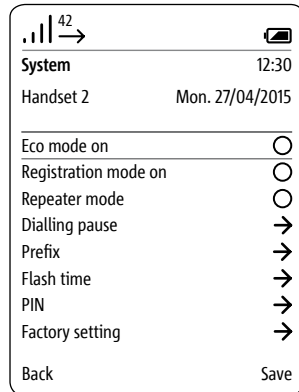 42
System 12:30
Handset 2 Mon. 27/04/2015
Eco mode on
Registration mode on
Repeater mode
Dialling pause
Prefix
Flash time
PIN
Factory setting
Back Save